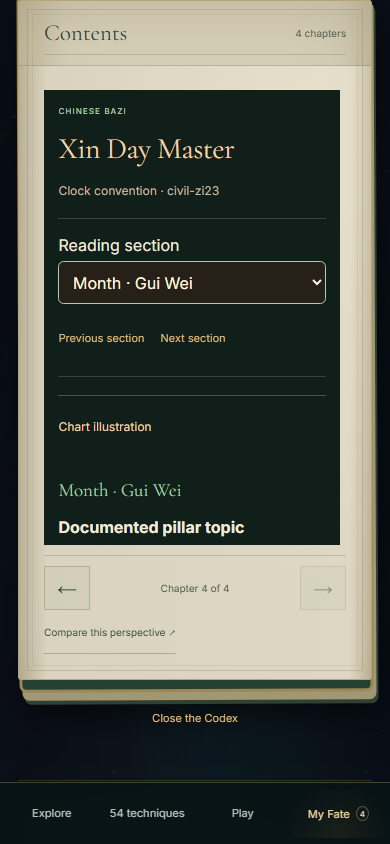 Contents
4 chapters
CHINESE BAZI
Xin Day Master
Clock convention · civil-zi23
Reading section
Month · Gui Wei
Previous section
Next section
Chart illustration
Month · Gui Wei
Documented pillar topic
←
Chapter 4 of 4
→
Compare this perspective ↗
Close the Codex
Explore
54 techniques
Play
My Fate 4